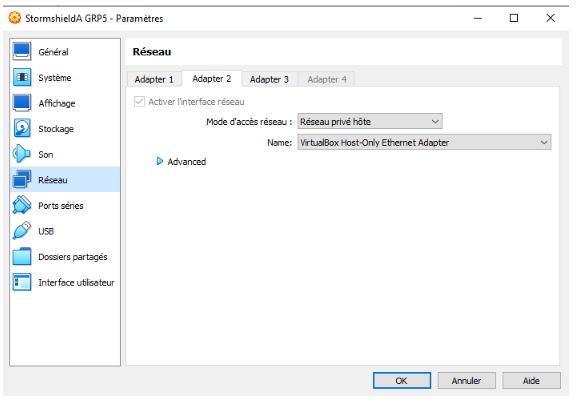 StormshieldA GRP5 - Paramètres
Général
Système
Affichage
Stockage
Son
Réseau
Ports séries
USB
Dossiers partagés
Interface utilisateur
Réseau
Adapter 1 Adapter 2 Adapter 3 Adapter 4
Activer l'interface réseau
Mode d'accès réseau : Réseau privé hôte
Name: VirtualBox Host-Only Ethernet Adapter
Advanced
OK Annuler Aide